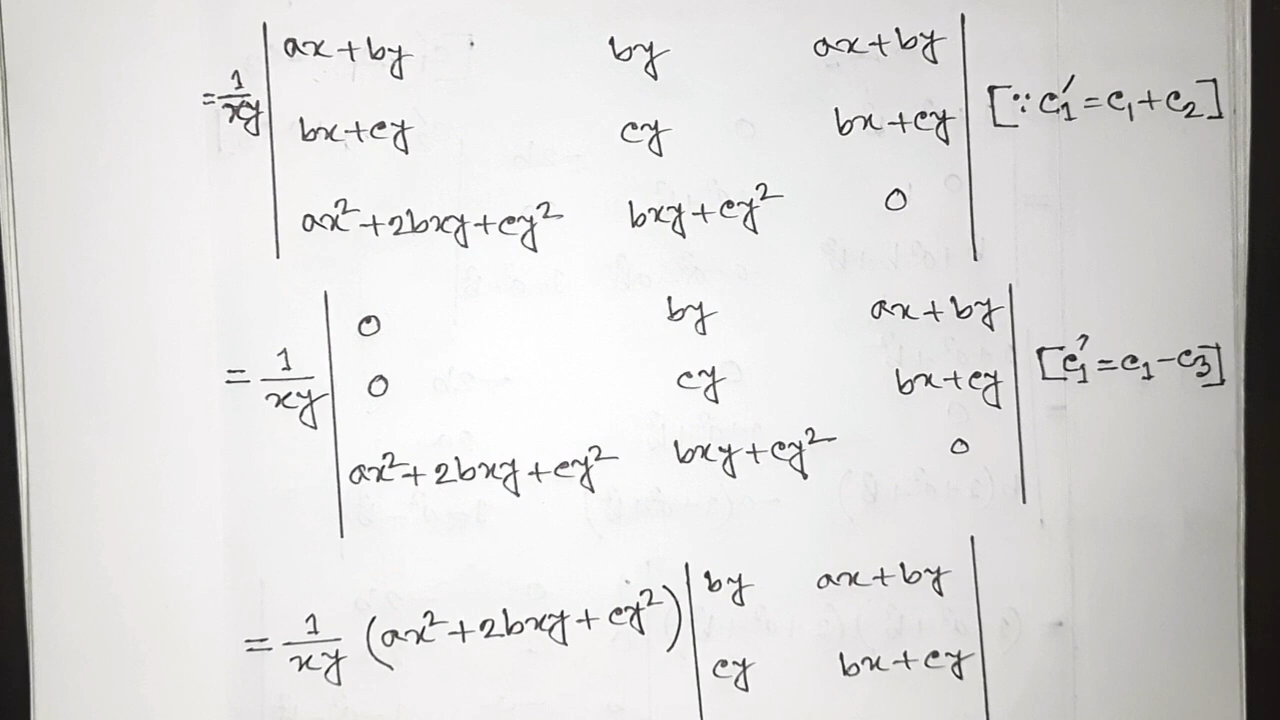 = 1/xy | ax+by by ax+by |
| bx+cy cy bx+cy | [∵ c₁′ = c₁+c₂]
| ax²+2bxy+cy² bxy+cy² 0 |
= 1/xy | 0 by ax+by |
| 0 cy bx+cy | [c₁′ = c₁-c₃]
| ax²+2bxy+cy² bxy+cy² 0 |
= 1/xy (ax²+2bxy+cy²) | by ax+by |
| cy bx+cy |